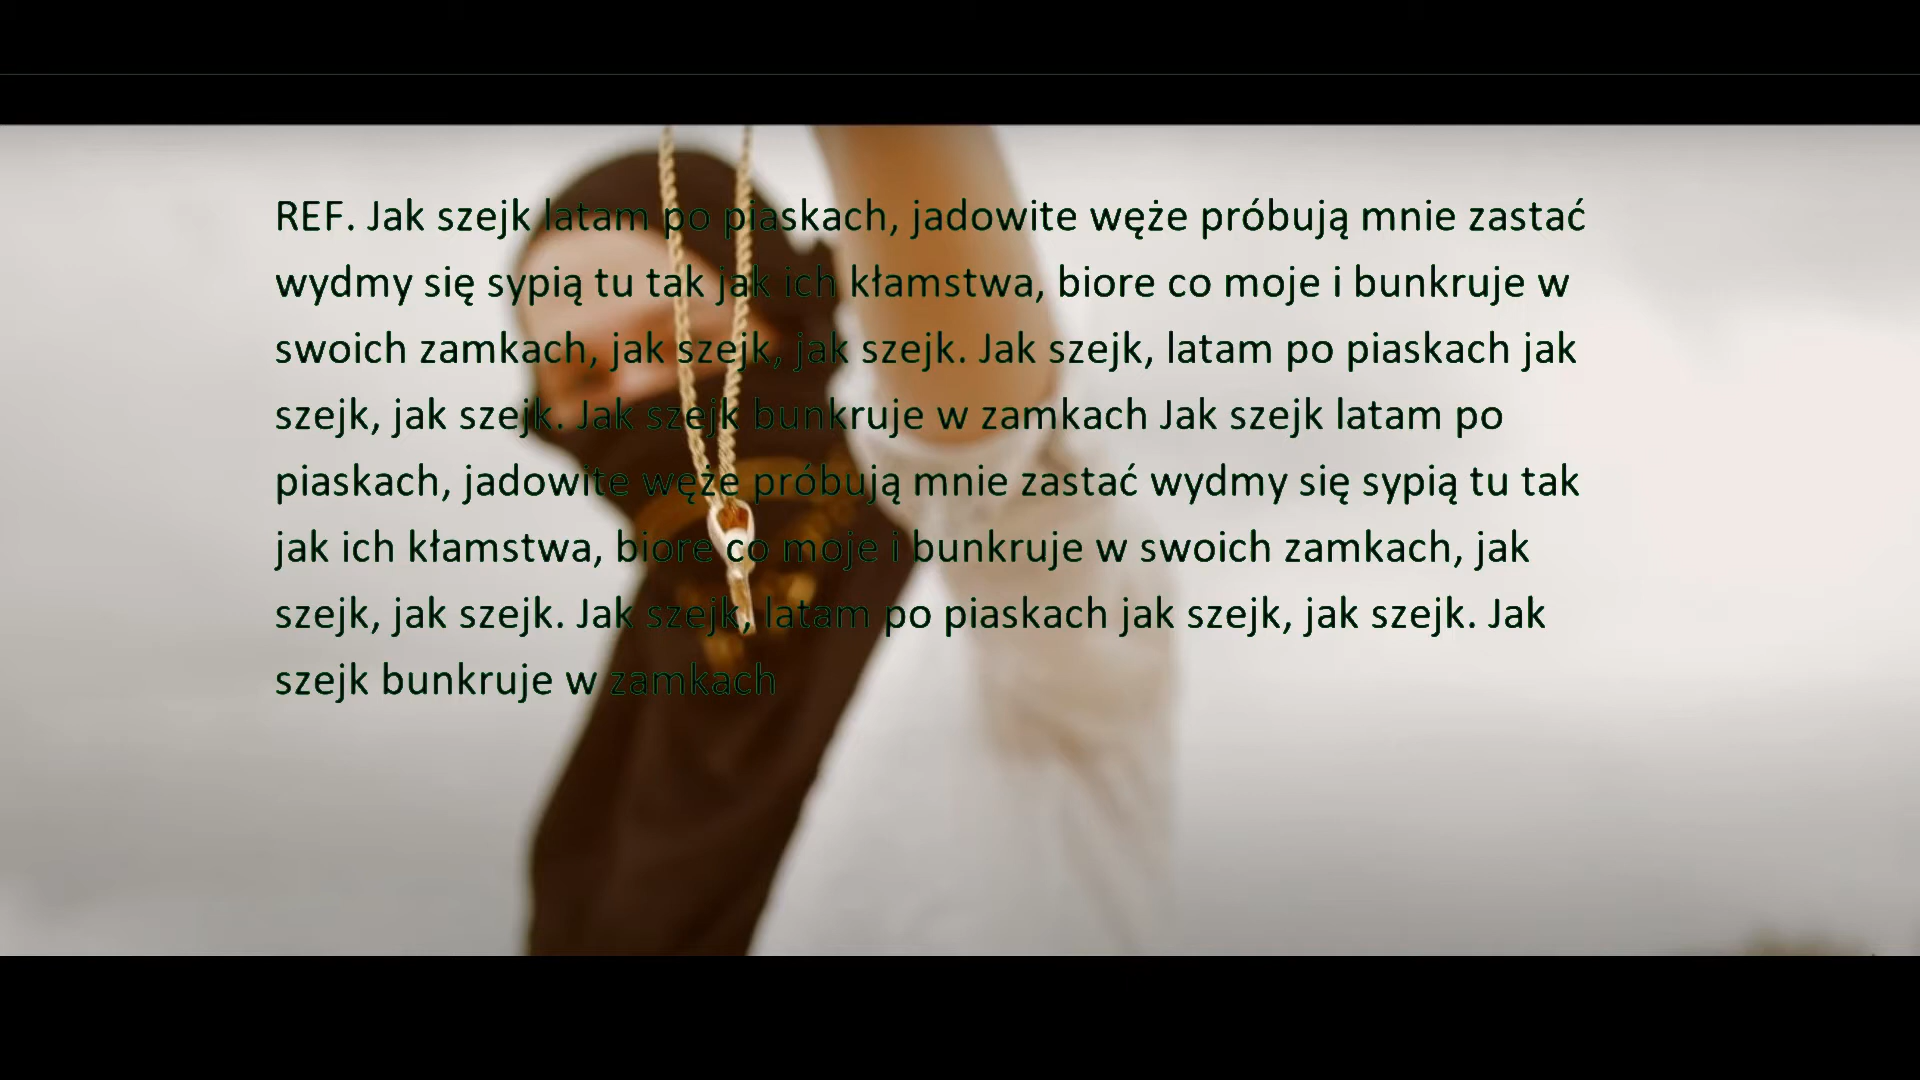 REF. Jak szejk latam po piaskach, jadowite węże próbują mnie zastać
wydmy się sypią tu tak jak ich kłamstwa, biore co moje i bunkruje w
swoich zamkach, jak szejk, jak szejk. Jak szejk, latam po piaskach jak
szejk, jak szejk. Jak szejk bunkruje w zamkach Jak szejk latam po
piaskach, jadowite węże próbują mnie zastać wydmy się sypią tu tak
jak ich kłamstwa, biore co moje i bunkruje w swoich zamkach, jak
szejk, jak szejk. Jak szejk, latam po piaskach jak szejk, jak szejk. Jak
szejk bunkruje w zamkach